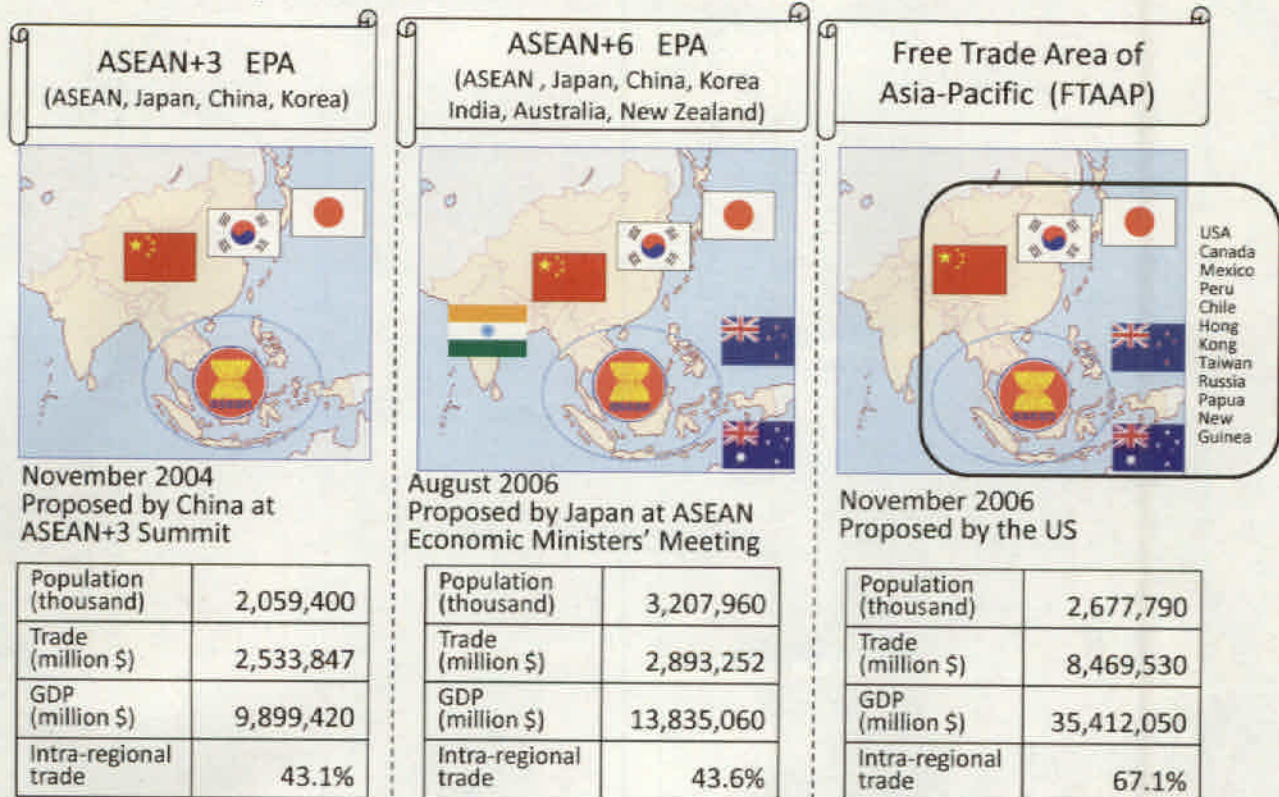 ASEAN+3 EPA
(ASEAN, Japan, China, Korea)
November 2004
Proposed by China at
ASEAN+3 Summit
Population
(thousand) 2,059,400
Trade
(million $) 2,533,847
GDP
(million $) 9,899,420
Intra-regional
trade 43.1%
ASEAN+6 EPA
(ASEAN , Japan, China, Korea
India, Australia, New Zealand)
August 2006
Proposed by Japan at ASEAN
Economic Ministers' Meeting
Population
(thousand) 3,207,960
Trade
(million $) 2,893,252
GDP
(million $) 13,835,060
Intra-regional
trade 43.6%
Free Trade Area of
Asia-Pacific (FTAAP)
USA
Canada
Mexico
Peru
Chile
Hong
Kong
Taiwan
Russia
Papua
New
Guinea
November 2006
Proposed by the US
Population
(thousand) 2,677,790
Trade
(million $) 8,469,530
GDP
(million $) 35,412,050
Intra-regional
trade 67.1%